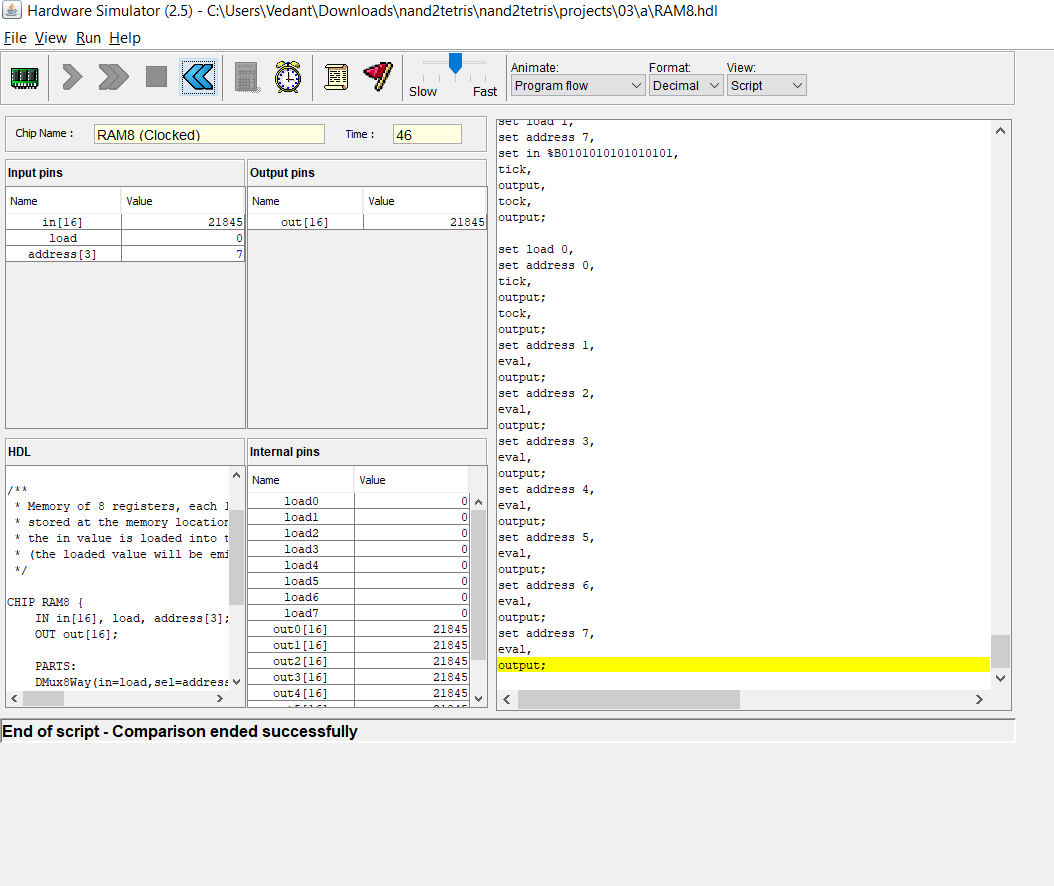 Hardware Simulator (2.5) - C:\Users\Vedant\Downloads\nand2tetris\nand2tetris\projects\03\a\RAM8.hdl
File View Run Help
Slow Fast
Animate: Format: View:
Program flow Decimal Script
Chip Name : RAM8 (Clocked) Time : 46
Input pins
Name Value
in[16] 21845
load 0
address[3] 7
Output pins
Name Value
out[16] 21845
HDL
/**
* Memory of 8 registers, each
* stored at the memory location
* the in value is loaded into
* (the loaded value will be
*/
CHIP RAM8 {
IN in[16], load, address[3];
OUT out[16];
PARTS:
DMux8Way(in=load,sel=address
Internal pins
Name Value
load0 0
load1 0
load2 0
load3 0
load4 0
load5 0
load6 0
load7 0
out0[16] 21845
out1[16] 21845
out2[16] 21845
out3[16] 21845
out4[16] 21845
set load 1,
set address 7,
set in %B0101010101010101,
tick,
output,
tock,
output;
set load 0,
set address 0,
tick,
output;
tock,
output;
set address 1,
eval,
output;
set address 2,
eval,
output;
set address 3,
eval,
output;
set address 4,
eval,
output;
set address 5,
eval,
output;
set address 6,
eval,
output;
set address 7,
eval,
output;
End of script - Comparison ended successfully